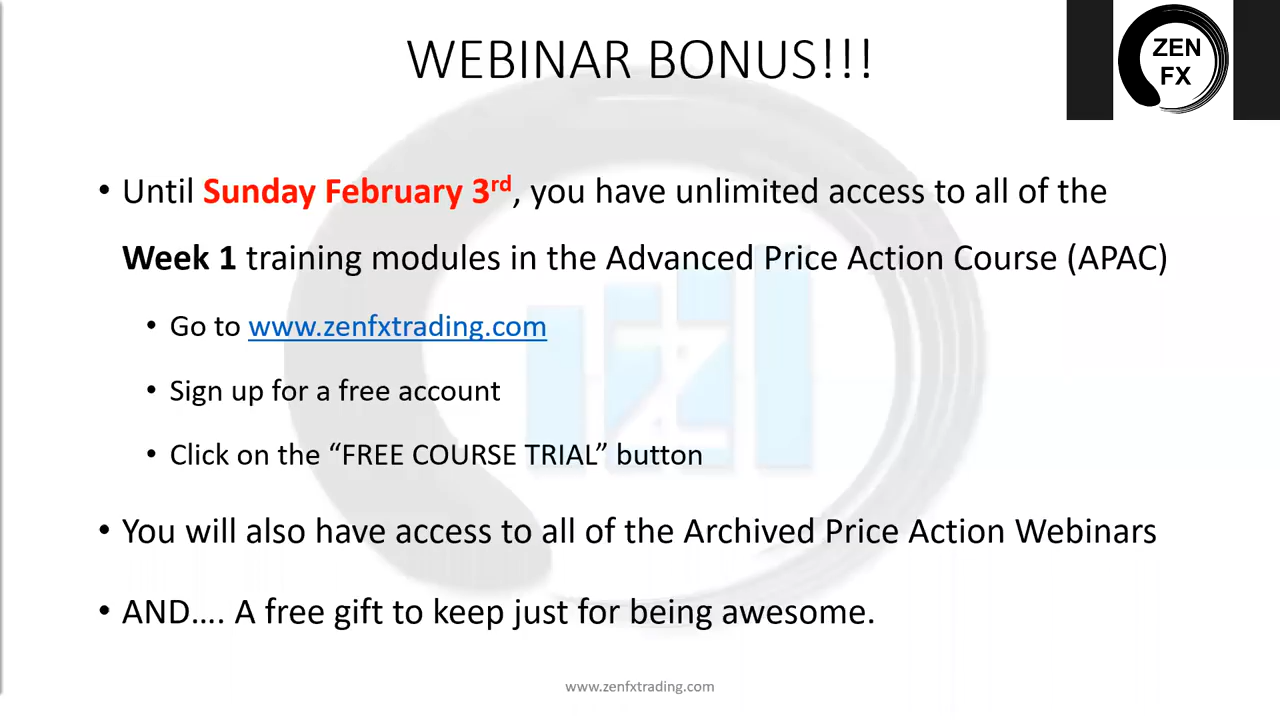 WEBINAR BONUS!!!
ZEN
FX
• Until Sunday February 3rd, you have unlimited access to all of the
Week 1 training modules in the Advanced Price Action Course (APAC)
• Go to www.zenfxtrading.com
• Sign up for a free account
• Click on the “FREE COURSE TRIAL” button
• You will also have access to all of the Archived Price Action Webinars
• AND…. A free gift to keep just for being awesome.
www.zenfxtrading.com